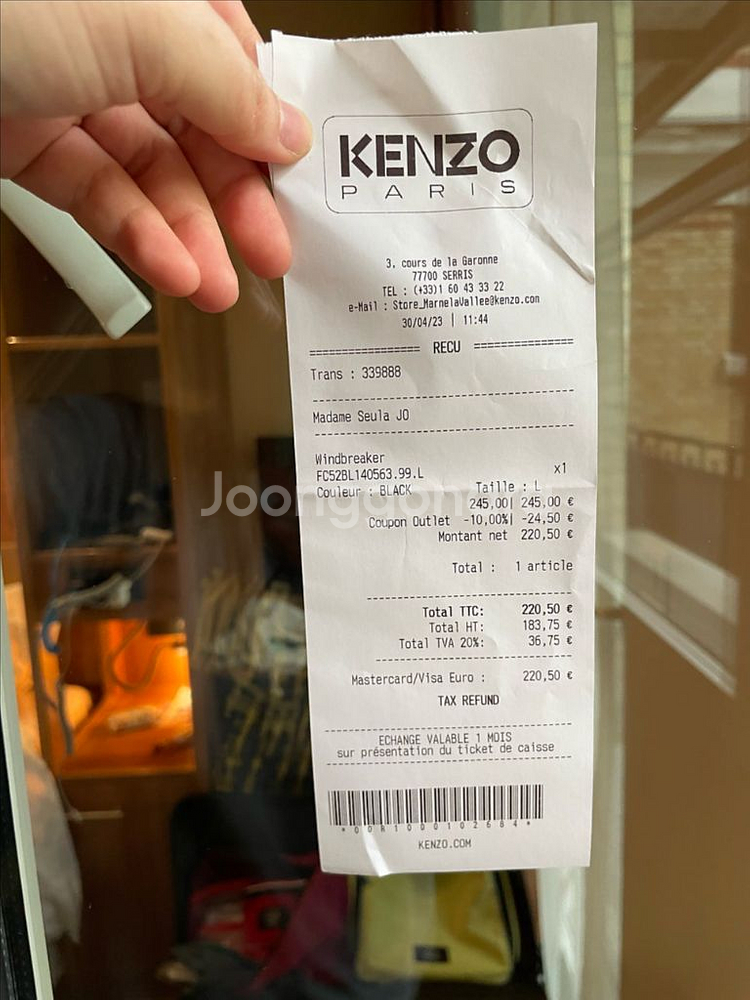 KENZO
PARIS
3, cours de la Garonne
77700 SERRIS
TEL : (+33)1 60 43 33 22
e-Mail : Store_MarnelaVallee@kenzo.com
30/04/23 | 11:44
RECU
Trans : 339888
Madame Seula JO
Windbreaker
FC52BL140563.99.L x1
Couleur : BLACK Taille : L
245,00| 245,00 €
Coupon Outlet -10,00%| -24,50 €
Montant net 220,50 €
Total : 1 article
Total TTC: 220,50 €
Total HT: 183,75 €
Total TVA 20%: 36,75 €
Mastercard/Visa Euro : 220,50 €
TAX REFUND
ECHANGE VALABLE 1 MOIS
sur présentation du ticket de caisse
*0081000102664*
KENZO.COM